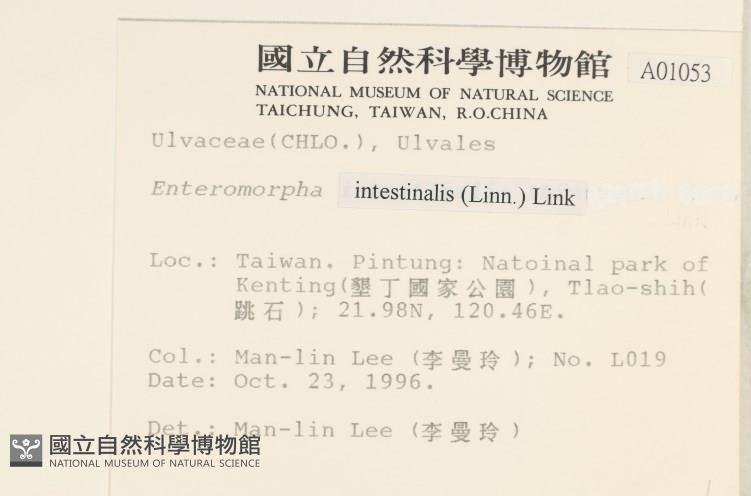 國立自然科學博物館
A01053
NATIONAL MUSEUM OF NATURAL SCIENCE
TAICHUNG, TAIWAN, R.O.CHINA
Ulvaceae(CHLO.), Ulvales
Enteromorpha intestinalis (Linn.) Link
Loc.: Taiwan. Pintung: Natoinal park of
Kenting(墾丁國家公園), Tlao-shih(
跳石); 21.98N, 120.46E.
Col.: Man-lin Lee (李曼玲); No. L019
Date: Oct. 23, 1996.
Det.: Man-lin Lee (李曼玲)
國立自然科學博物館
NATIONAL MUSEUM OF NATURAL SCIENCE